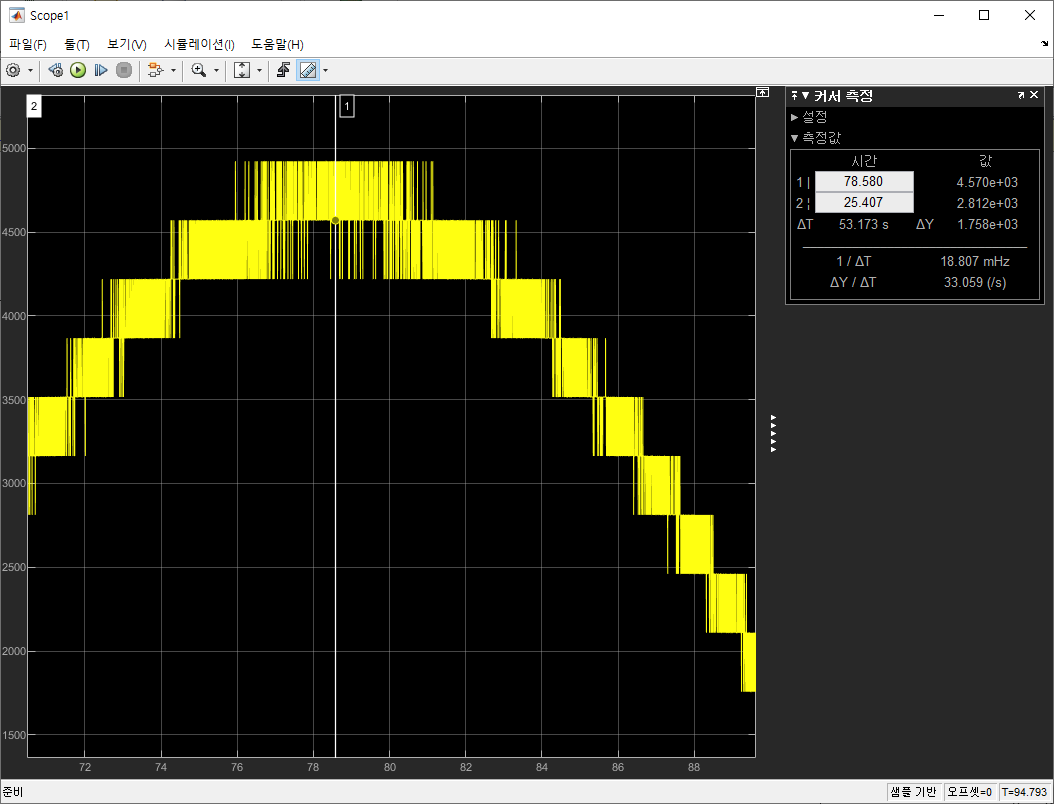 Scope1
파일(F) 툴(T) 보기(V) 시뮬레이션(I) 도움말(H)
2
1
5000
4500
4000
3500
3000
2500
2000
1500
72 74 76 78 80 82 84 86 88
커서 측정
설정
측정값
시간 값
1 | 78.580 4.570e+03
2 ¦ 25.407 2.812e+03
ΔT 53.173 s ΔY 1.758e+03
1 / ΔT 18.807 mHz
ΔY / ΔT 33.059 (/s)
준비 샘플 기반 오프셋=0 T=94.793